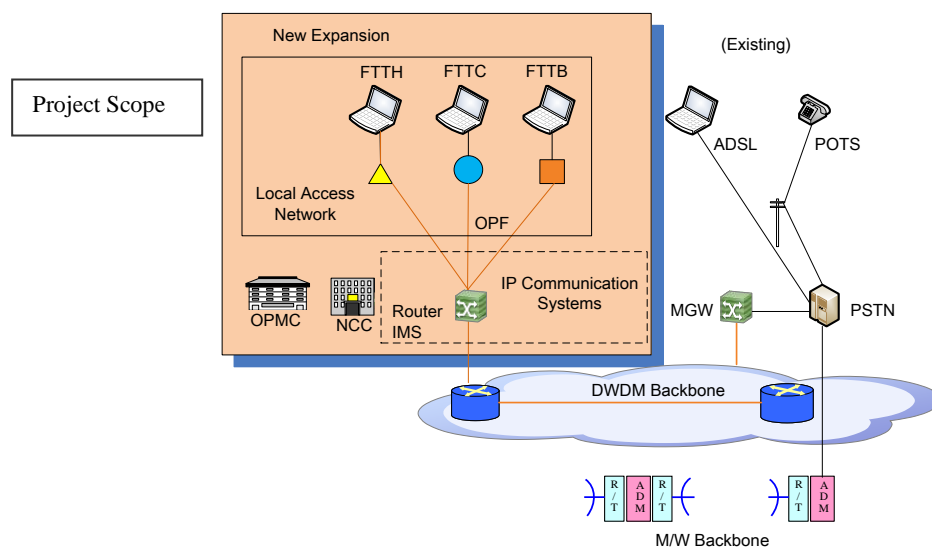 New Expansion
(Existing)
Project Scope
FTTH
FTTC
FTTB
ADSL
POTS
Local Access
Network
OPF
IP Communication
Systems
OPMC
NCC
Router
IMS
MGW
PSTN
DWDM Backbone
R/T
ADM
R/T
R/T
ADM
M/W Backbone